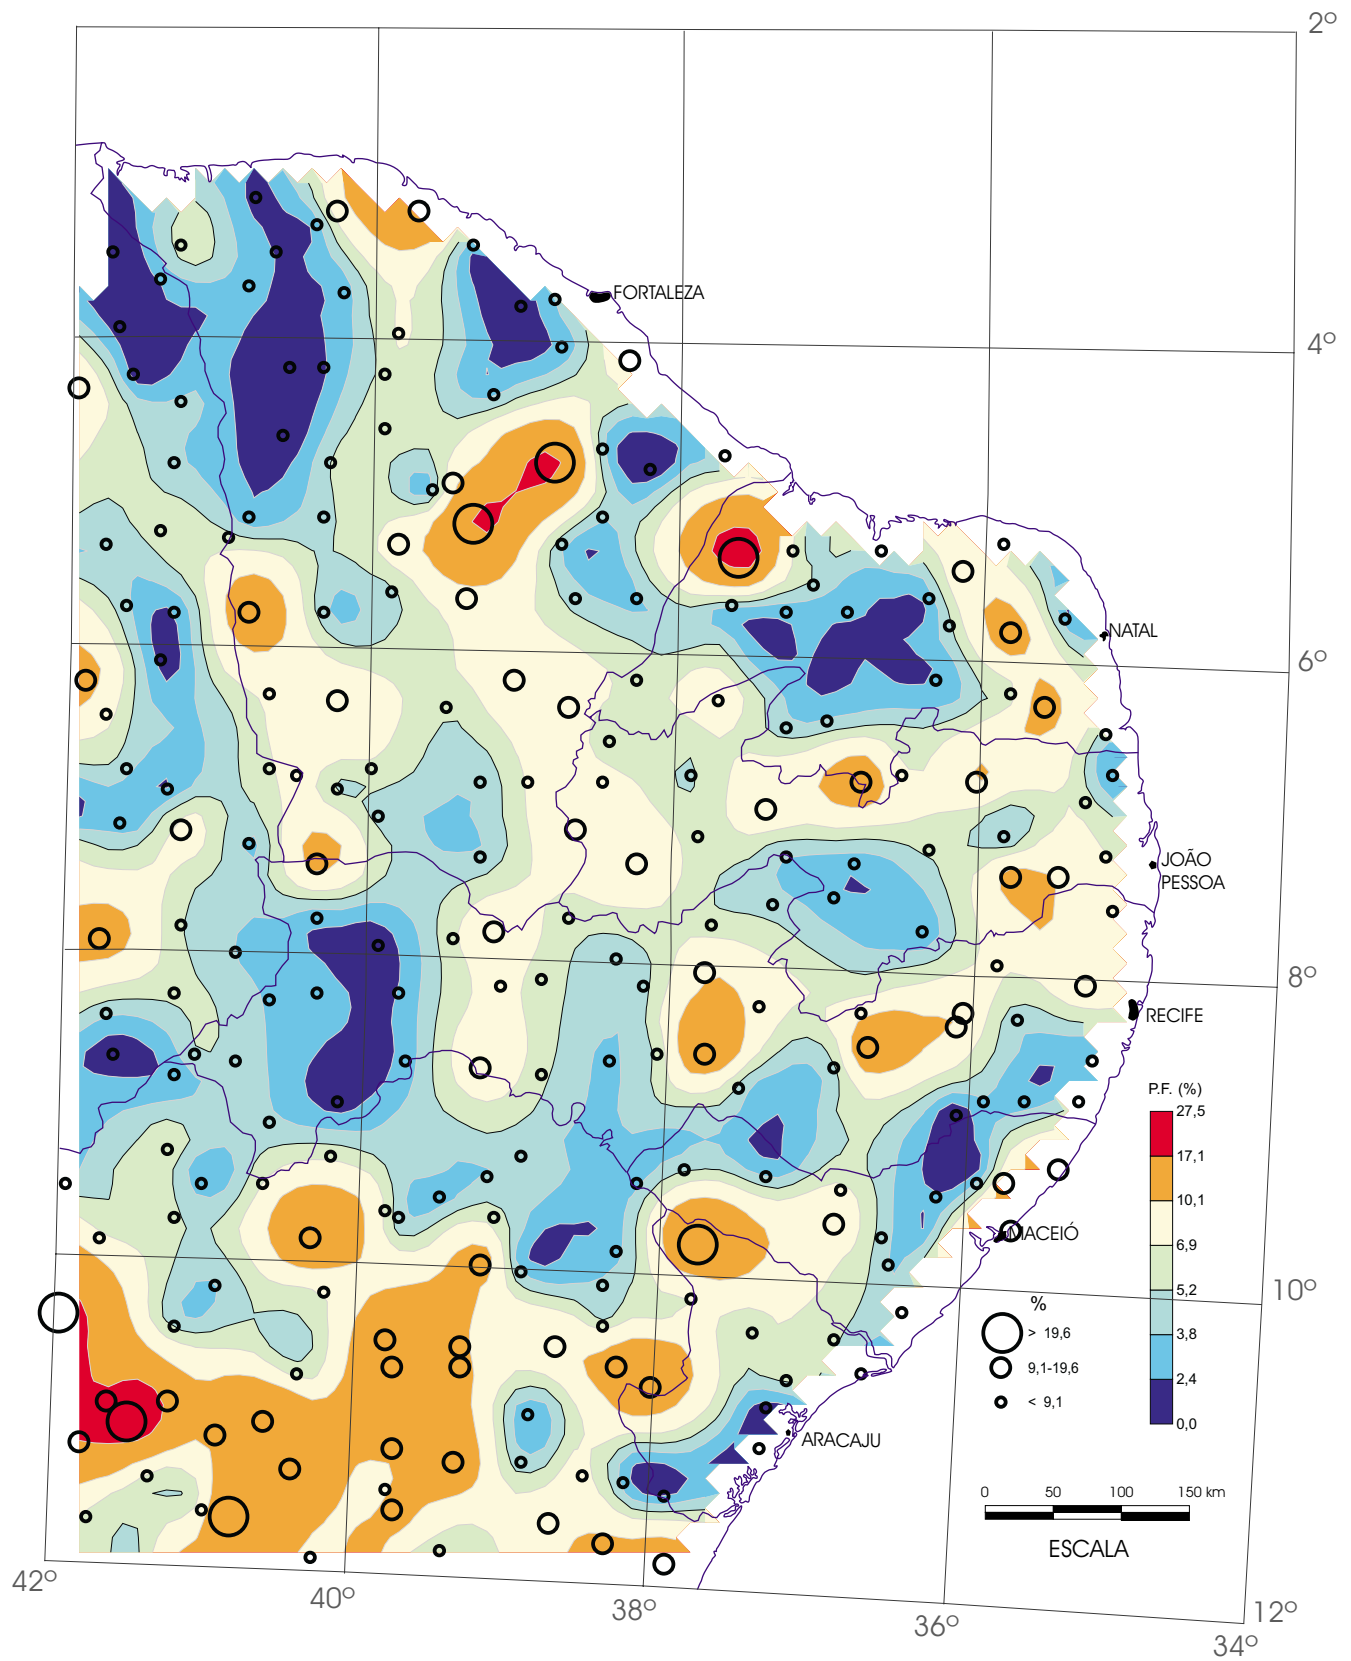 2º
FORTALEZA
4º
NATAL
6º
JOÃO
PESSOA
8º
RECIFE
P.F. (%)
27,5
17,1
10,1
6,9
5,2
3,8
2,4
0,0
MACEIÓ
10º
%
> 19,6
9,1-19,6
< 9,1
ARACAJU
0 50 100 150 km
ESCALA
42º
40º
38º
36º
12º
34º